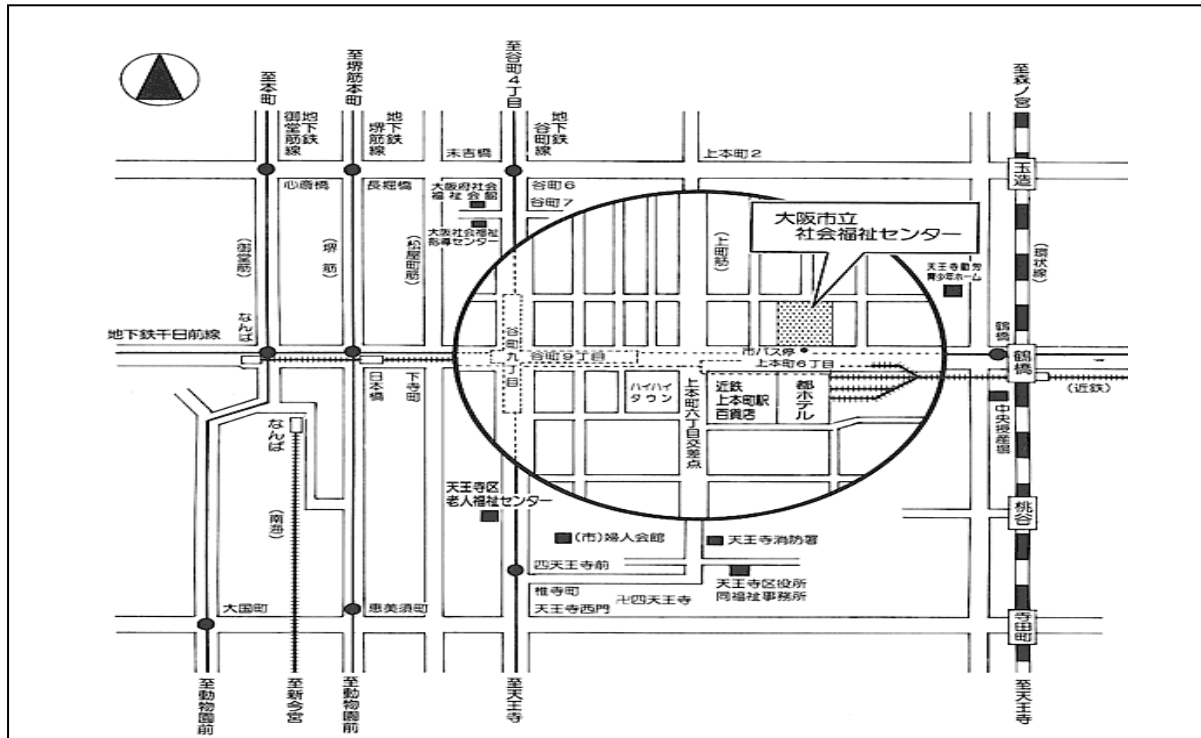 至本町
至堺筋本町
至谷町4丁目
至森ノ宮
地下鉄
御堂筋線
地下鉄
堺筋線
地下鉄
谷町線
末吉橋
上本町2
玉造
心斎橋
長堀橋
大阪府社会
福祉会館
谷町6
谷町7
大阪社会福祉
指導センター
大阪市立
社会福祉センター
(御堂筋)
(堺筋)
(松屋町筋)
(上町筋)
天王寺勤労
青少年ホーム
(環状線)
地下鉄千日前線
なんば
日本橋
下寺町
谷町九丁目
谷町9丁目
市バス停
上本町6丁目
鶴橋
鶴橋
(近鉄)
ハイハイ
タウン
上本町六丁目交差点
近鉄
上本町駅
百貨店
都ホテル
中央授産場
なんば
(南海)
天王寺区
老人福祉センター
桃谷
(市)婦人会館
天王寺消防署
四天王寺前
天王寺区役所
同福祉事務所
椎寺町
卍四天王寺
天王寺西門
大国町
恵美須町
寺田町
至動物園前
至新今宮
至動物園前
至天王寺
至天王寺